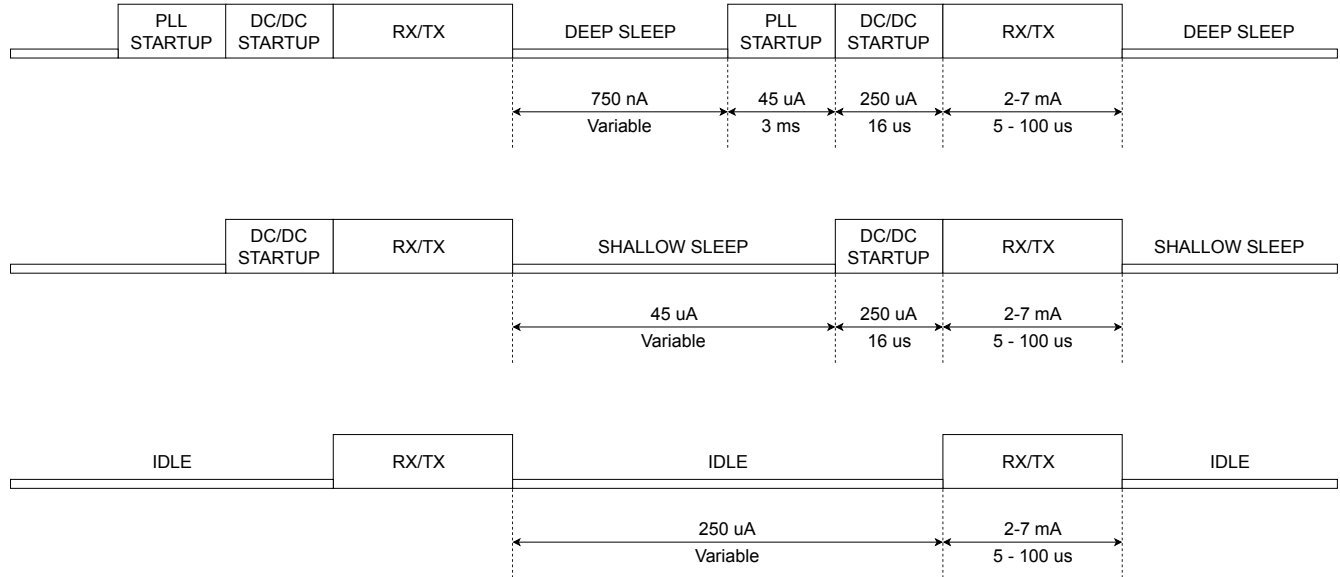 PLL
STARTUP
DC/DC
STARTUP
RX/TX
DEEP SLEEP
PLL
STARTUP
DC/DC
STARTUP
RX/TX
DEEP SLEEP
750 nA
Variable
45 uA
3 ms
250 uA
16 us
2-7 mA
5 - 100 us
DC/DC
STARTUP
RX/TX
SHALLOW SLEEP
DC/DC
STARTUP
RX/TX
SHALLOW SLEEP
45 uA
Variable
250 uA
16 us
2-7 mA
5 - 100 us
IDLE
RX/TX
IDLE
RX/TX
IDLE
250 uA
Variable
2-7 mA
5 - 100 us